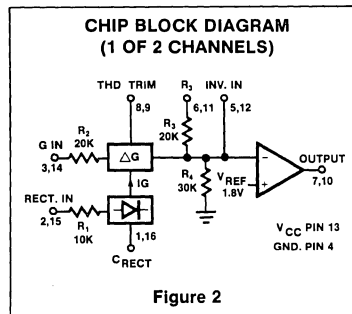 CHIP BLOCK DIAGRAM
(1 OF 2 CHANNELS)
THD TRIM
R3
INV. IN
8,9
6,11
5,12
R2
20K
R3
20K
G IN
3,14
△G
OUTPUT
7,10
IG
R4
30K
VREF
1.8V
−
+
RECT. IN
2,15
R1
10K
1,16
CRECT
VCC PIN 13
GND. PIN 4
Figure 2